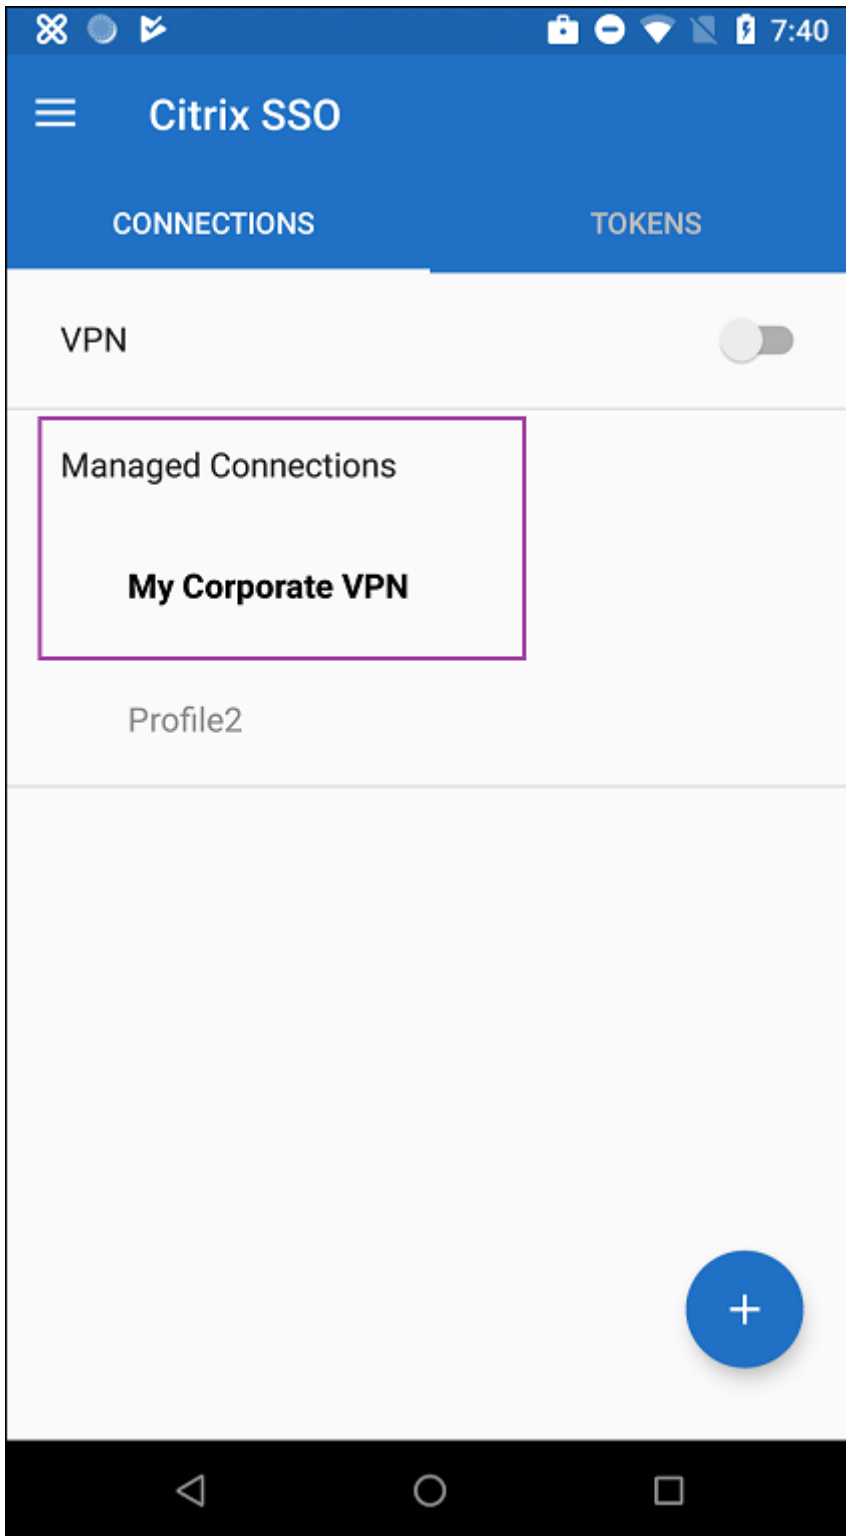 7:40
Citrix SSO
CONNECTIONS TOKENS
VPN
Managed Connections
My Corporate VPN
Profile2